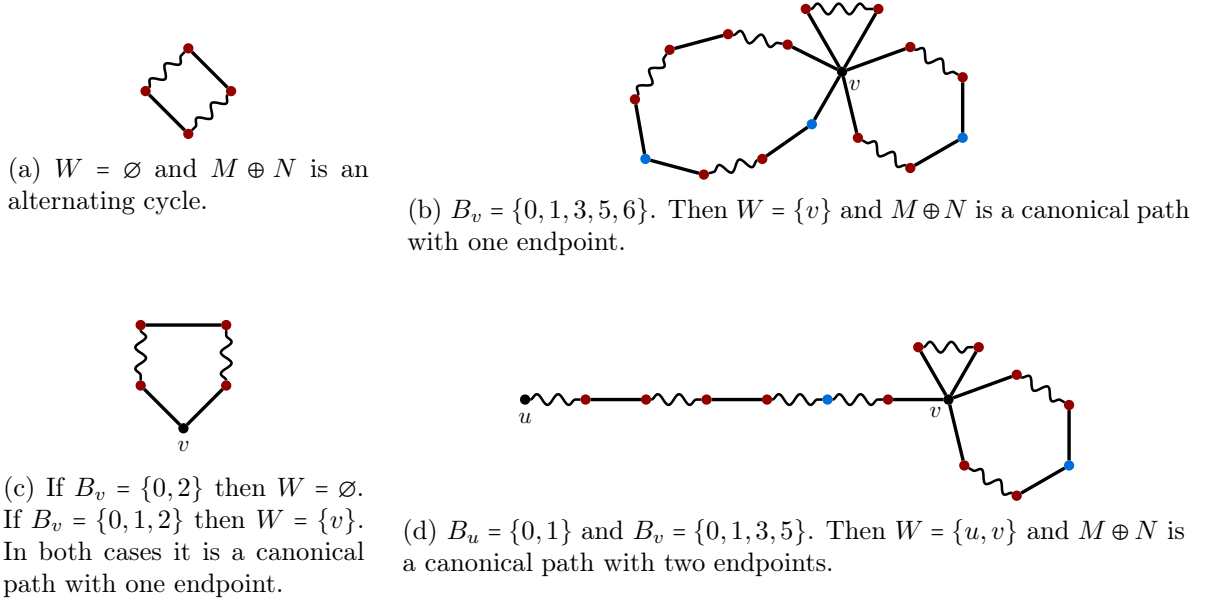 v
(a) W = ∅ and M ⊕ N is an
alternating cycle.
(b) B_v = {0, 1, 3, 5, 6}. Then W = {v} and M ⊕ N is a canonical path
with one endpoint.
v
(c) If B_v = {0, 2} then W = ∅.
If B_v = {0, 1, 2} then W = {v}.
In both cases it is a canonical
path with one endpoint.
u
v
(d) B_u = {0, 1} and B_v = {0, 1, 3, 5}. Then W = {u, v} and M ⊕ N is
a canonical path with two endpoints.